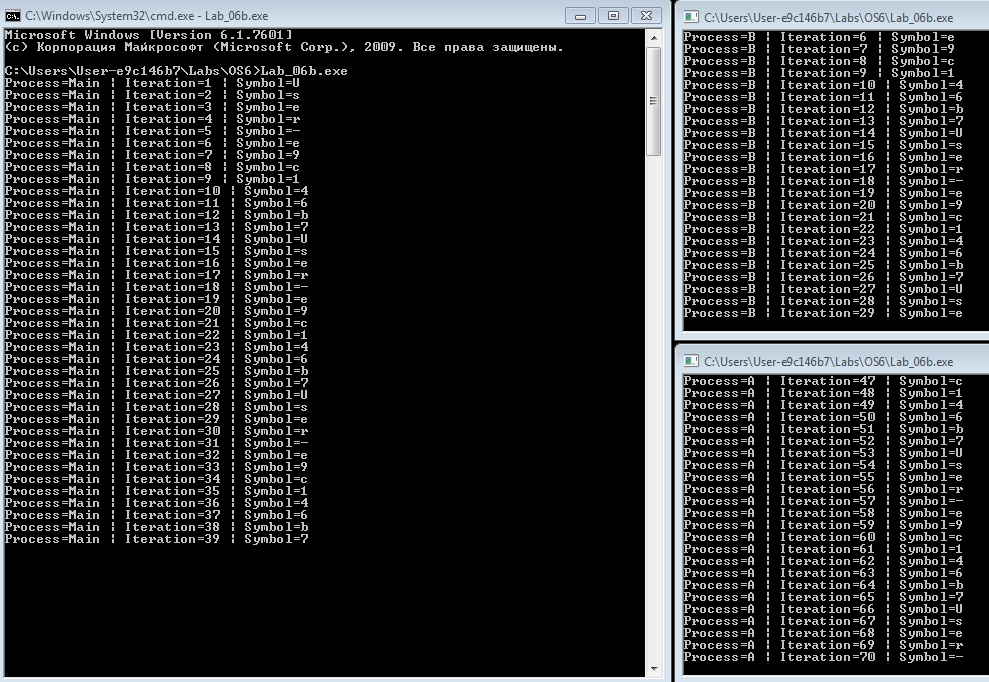 C:\Windows\System32\cmd.exe - Lab_06b.exe
Microsoft Windows [Version 6.1.7601]
(c) Корпорация Майкрософт (Microsoft Corp.), 2009. Все права защищены.
C:\Users\User-e9c146b7\Labs\OS6>Lab_06b.exe
Process=Main ¦ Iteration=1 ¦ Symbol=U
Process=Main ¦ Iteration=2 ¦ Symbol=s
Process=Main ¦ Iteration=3 ¦ Symbol=e
Process=Main ¦ Iteration=4 ¦ Symbol=r
Process=Main ¦ Iteration=5 ¦ Symbol=-
Process=Main ¦ Iteration=6 ¦ Symbol=e
Process=Main ¦ Iteration=7 ¦ Symbol=9
Process=Main ¦ Iteration=8 ¦ Symbol=c
Process=Main ¦ Iteration=9 ¦ Symbol=1
Process=Main ¦ Iteration=10 ¦ Symbol=4
Process=Main ¦ Iteration=11 ¦ Symbol=6
Process=Main ¦ Iteration=12 ¦ Symbol=b
Process=Main ¦ Iteration=13 ¦ Symbol=7
Process=Main ¦ Iteration=14 ¦ Symbol=U
Process=Main ¦ Iteration=15 ¦ Symbol=s
Process=Main ¦ Iteration=16 ¦ Symbol=e
Process=Main ¦ Iteration=17 ¦ Symbol=r
Process=Main ¦ Iteration=18 ¦ Symbol=-
Process=Main ¦ Iteration=19 ¦ Symbol=e
Process=Main ¦ Iteration=20 ¦ Symbol=9
Process=Main ¦ Iteration=21 ¦ Symbol=c
Process=Main ¦ Iteration=22 ¦ Symbol=1
Process=Main ¦ Iteration=23 ¦ Symbol=4
Process=Main ¦ Iteration=24 ¦ Symbol=6
Process=Main ¦ Iteration=25 ¦ Symbol=b
Process=Main ¦ Iteration=26 ¦ Symbol=7
Process=Main ¦ Iteration=27 ¦ Symbol=U
Process=Main ¦ Iteration=28 ¦ Symbol=s
Process=Main ¦ Iteration=29 ¦ Symbol=e
Process=Main ¦ Iteration=30 ¦ Symbol=r
Process=Main ¦ Iteration=31 ¦ Symbol=-
Process=Main ¦ Iteration=32 ¦ Symbol=e
Process=Main ¦ Iteration=33 ¦ Symbol=9
Process=Main ¦ Iteration=34 ¦ Symbol=c
Process=Main ¦ Iteration=35 ¦ Symbol=1
Process=Main ¦ Iteration=36 ¦ Symbol=4
Process=Main ¦ Iteration=37 ¦ Symbol=6
Process=Main ¦ Iteration=38 ¦ Symbol=b
Process=Main ¦ Iteration=39 ¦ Symbol=7
C:\Users\User-e9c146b7\Labs\OS6\Lab_06b.exe
Process=B ¦ Iteration=6 ¦ Symbol=e
Process=B ¦ Iteration=7 ¦ Symbol=9
Process=B ¦ Iteration=8 ¦ Symbol=c
Process=B ¦ Iteration=9 ¦ Symbol=1
Process=B ¦ Iteration=10 ¦ Symbol=4
Process=B ¦ Iteration=11 ¦ Symbol=6
Process=B ¦ Iteration=12 ¦ Symbol=b
Process=B ¦ Iteration=13 ¦ Symbol=7
Process=B ¦ Iteration=14 ¦ Symbol=U
Process=B ¦ Iteration=15 ¦ Symbol=s
Process=B ¦ Iteration=16 ¦ Symbol=e
Process=B ¦ Iteration=17 ¦ Symbol=r
Process=B ¦ Iteration=18 ¦ Symbol=-
Process=B ¦ Iteration=19 ¦ Symbol=e
Process=B ¦ Iteration=20 ¦ Symbol=9
Process=B ¦ Iteration=21 ¦ Symbol=c
Process=B ¦ Iteration=22 ¦ Symbol=1
Process=B ¦ Iteration=23 ¦ Symbol=4
Process=B ¦ Iteration=24 ¦ Symbol=6
Process=B ¦ Iteration=25 ¦ Symbol=b
Process=B ¦ Iteration=26 ¦ Symbol=7
Process=B ¦ Iteration=27 ¦ Symbol=U
Process=B ¦ Iteration=28 ¦ Symbol=s
Process=B ¦ Iteration=29 ¦ Symbol=e
C:\Users\User-e9c146b7\Labs\OS6\Lab_06b.exe
Process=A ¦ Iteration=47 ¦ Symbol=c
Process=A ¦ Iteration=48 ¦ Symbol=1
Process=A ¦ Iteration=49 ¦ Symbol=4
Process=A ¦ Iteration=50 ¦ Symbol=6
Process=A ¦ Iteration=51 ¦ Symbol=b
Process=A ¦ Iteration=52 ¦ Symbol=7
Process=A ¦ Iteration=53 ¦ Symbol=U
Process=A ¦ Iteration=54 ¦ Symbol=s
Process=A ¦ Iteration=55 ¦ Symbol=e
Process=A ¦ Iteration=56 ¦ Symbol=r
Process=A ¦ Iteration=57 ¦ Symbol=-
Process=A ¦ Iteration=58 ¦ Symbol=e
Process=A ¦ Iteration=59 ¦ Symbol=9
Process=A ¦ Iteration=60 ¦ Symbol=c
Process=A ¦ Iteration=61 ¦ Symbol=1
Process=A ¦ Iteration=62 ¦ Symbol=4
Process=A ¦ Iteration=63 ¦ Symbol=6
Process=A ¦ Iteration=64 ¦ Symbol=b
Process=A ¦ Iteration=65 ¦ Symbol=7
Process=A ¦ Iteration=66 ¦ Symbol=U
Process=A ¦ Iteration=67 ¦ Symbol=s
Process=A ¦ Iteration=68 ¦ Symbol=e
Process=A ¦ Iteration=69 ¦ Symbol=r
Process=A ¦ Iteration=70 ¦ Symbol=-